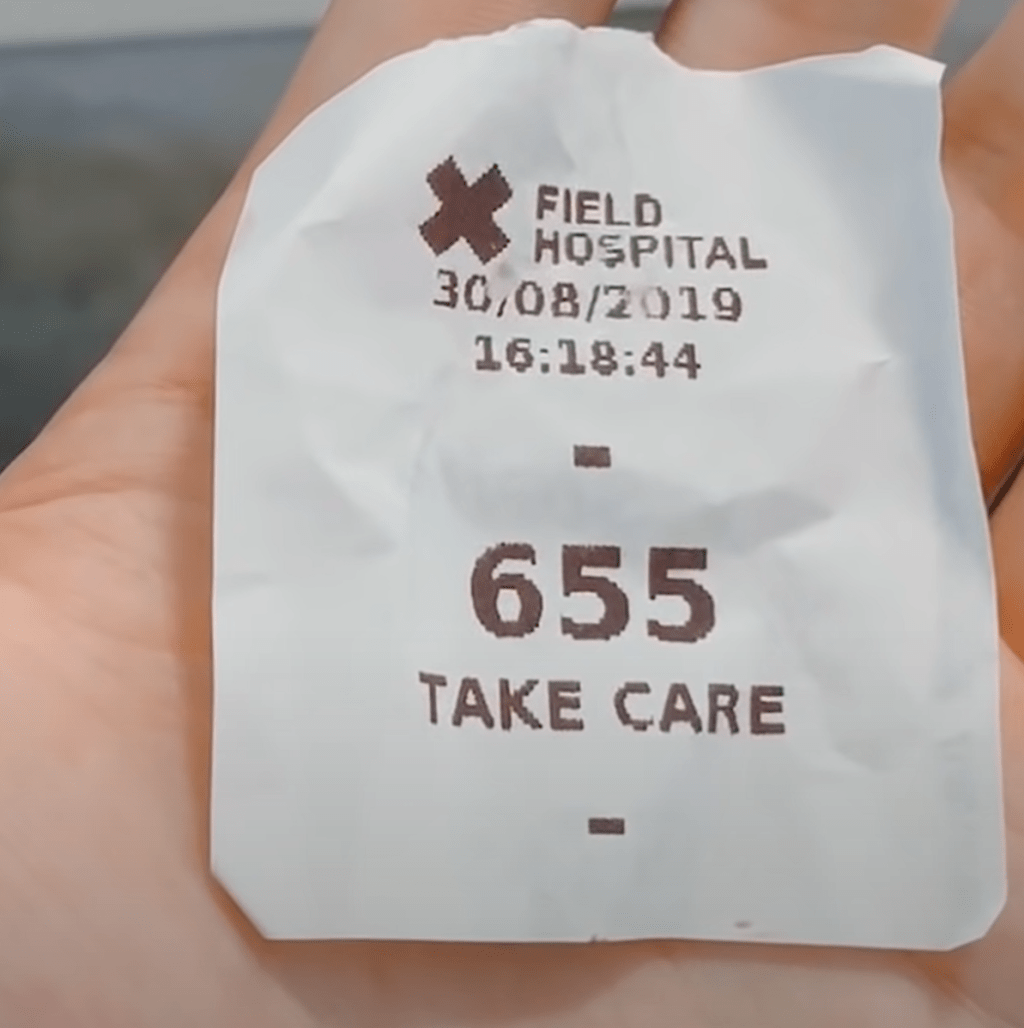 FIELD
HOSPITAL
30/08/2019
16:18:44
-
655
TAKE CARE
-